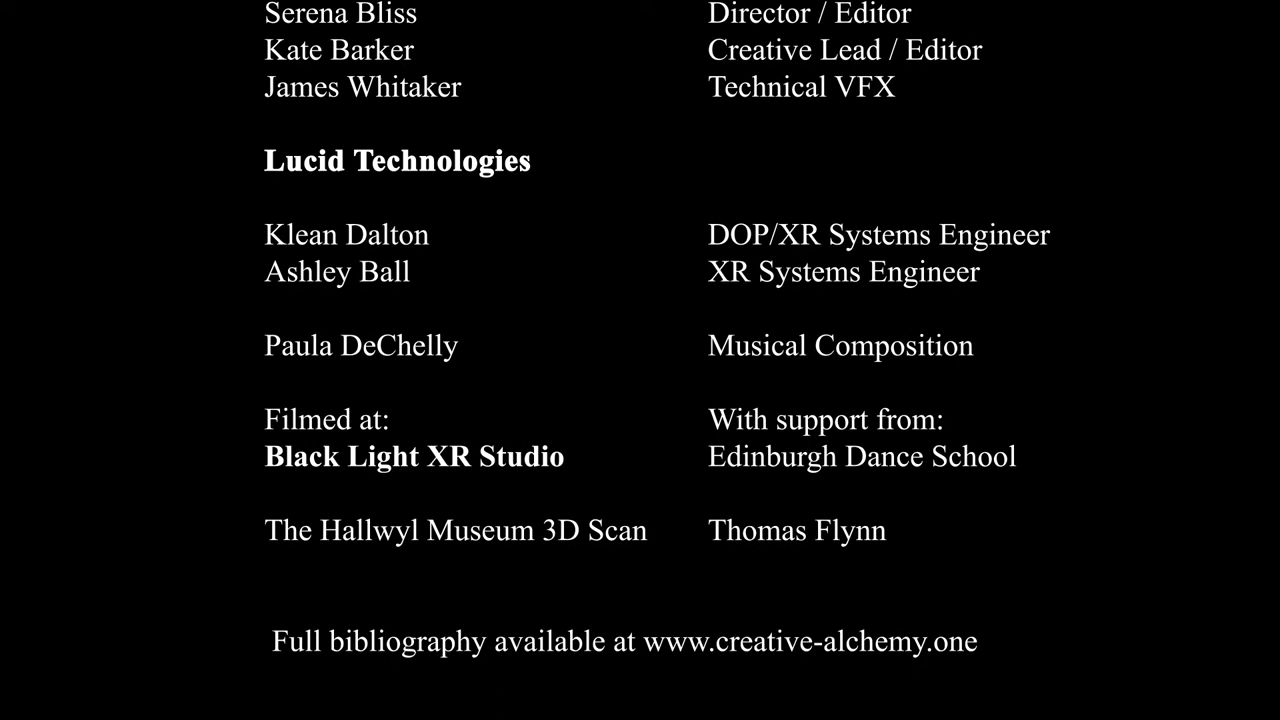 Serena Bliss Director / Editor
Kate Barker Creative Lead / Editor
James Whitaker Technical VFX
Lucid Technologies
Klean Dalton DOP/XR Systems Engineer
Ashley Ball XR Systems Engineer
Paula DeChelly Musical Composition
Filmed at: With support from:
Black Light XR Studio Edinburgh Dance School
The Hallwyl Museum 3D Scan Thomas Flynn
Full bibliography available at www.creative-alchemy.one